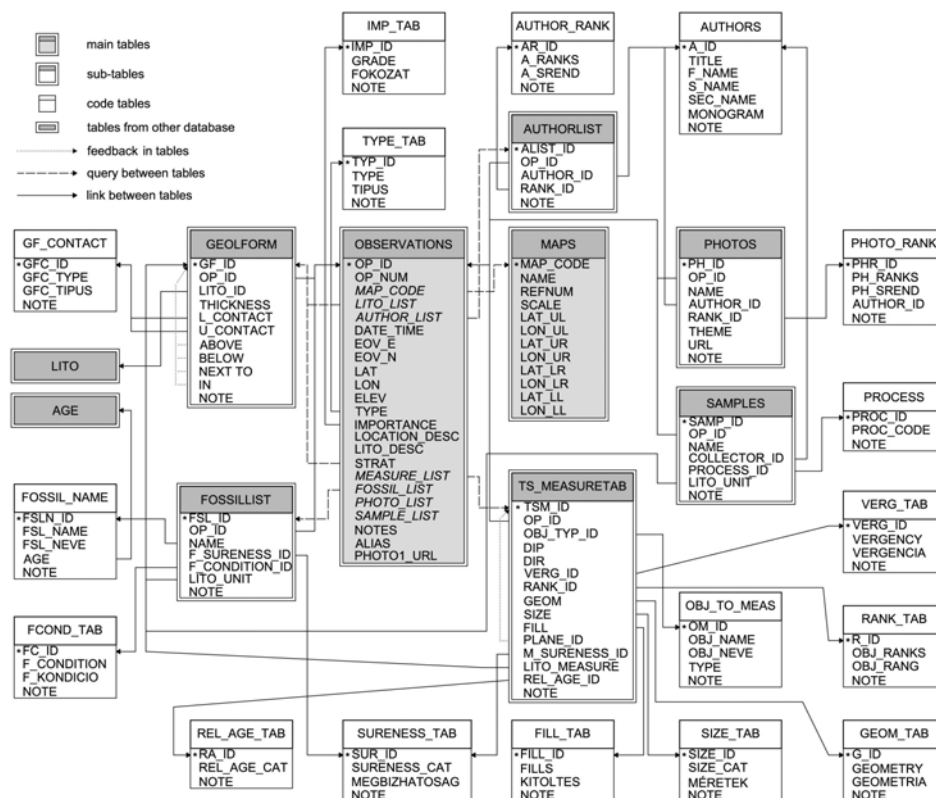 main tables
sub-tables
code tables
tables from other database
feedback in tables
query between tables
link between tables
IMP_TAB
*IMP_ID
GRADE
FOKOZAT
NOTE
AUTHOR_RANK
*AR_ID
A_RANKS
A_SREND
NOTE
AUTHORS
*A_ID
TITLE
F_NAME
S_NAME
SEC_NAME
MONOGRAM
NOTE
TYPE_TAB
*TYP_ID
TYPE
TIPUS
NOTE
AUTHORLIST
*ALIST_ID
OP_ID
AUTHOR_ID
RANK_ID
NOTE
GF_CONTACT
*GFC_ID
GFC_TYPE
GFC_TIPUS
NOTE
GEOLFORM
*GF_ID
OP_ID
LITO_ID
THICKNESS
L_CONTACT
U_CONTACT
ABOVE
BELOW
NEXT TO
IN
NOTE
OBSERVATIONS
*OP_ID
OP_NUM
MAP_CODE
LITO_LIST
AUTHOR_LIST
DATE_TIME
EOV_E
EOV_N
LAT
LON
ELEV
TYPE
IMPORTANCE
LOCATION_DESC
LITO_DESC
STRAT
MEASURE_LIST
FOSSIL_LIST
PHOTO_LIST
SAMPLE_LIST
NOTES
ALIAS
PHOTO1_URL
MAPS
*MAP_CODE
NAME
REFNUM
SCALE
LAT_UL
LON_UL
LAT_UR
LON_UR
LAT_LR
LON_LR
LAT_LL
LON_LL
PHOTOS
*PH_ID
OP_ID
NAME
AUTHOR_ID
RANK_ID
THEME
URL
NOTE
PHOTO_RANK
*PHR_ID
PH_RANKS
PH_SREND
AUTHOR_ID
NOTE
LITO
AGE
SAMPLES
*SAMP_ID
OP_ID
NAME
COLLECTOR_ID
PROCESS_ID
LITO_UNIT
NOTE
PROCESS
*PROC_ID
PROC_CODE
NOTE
FOSSIL_NAME
*FSLN_ID
FSL_NAME
FSL_NEVE
AGE
NOTE
FOSSILLIST
*FSL_ID
OP_ID
NAME
F_SURENESS_ID
F_CONDITION_ID
LITO_UNIT
NOTE
TS_MEASURETAB
*TSM_ID
OP_ID
OBJ_TYP_ID
DIP
DIR
VERG_ID
RANK_ID
GEOM
SIZE
FILL
PLANE_ID
M_SURENESS_ID
LITO_MEASURE
REL_AGE_ID
NOTE
VERG_TAB
*VERG_ID
VERGENCY
VERGENCIA
NOTE
FCOND_TAB
*FC_ID
F_CONDITION
F_KONDICIO
NOTE
OBJ_TO_MEAS
*OM_ID
OBJ_NAME
OBJ_NEVE
TYPE
NOTE
RANK_TAB
*R_ID
OBJ_RANKS
OBJ_RANG
NOTE
REL_AGE_TAB
*RA_ID
REL_AGE_CAT
NOTE
SURENESS_TAB
*SUR_ID
SURENESS_CAT
MEGBIZHATOSAG
NOTE
FILL_TAB
*FILL_ID
FILLS
KITOLTES
NOTE
SIZE_TAB
*SIZE_ID
SIZE_CAT
MÉRETEK
NOTE
GEOM_TAB
*G_ID
GEOMETRY
GEOMETRIA
NOTE